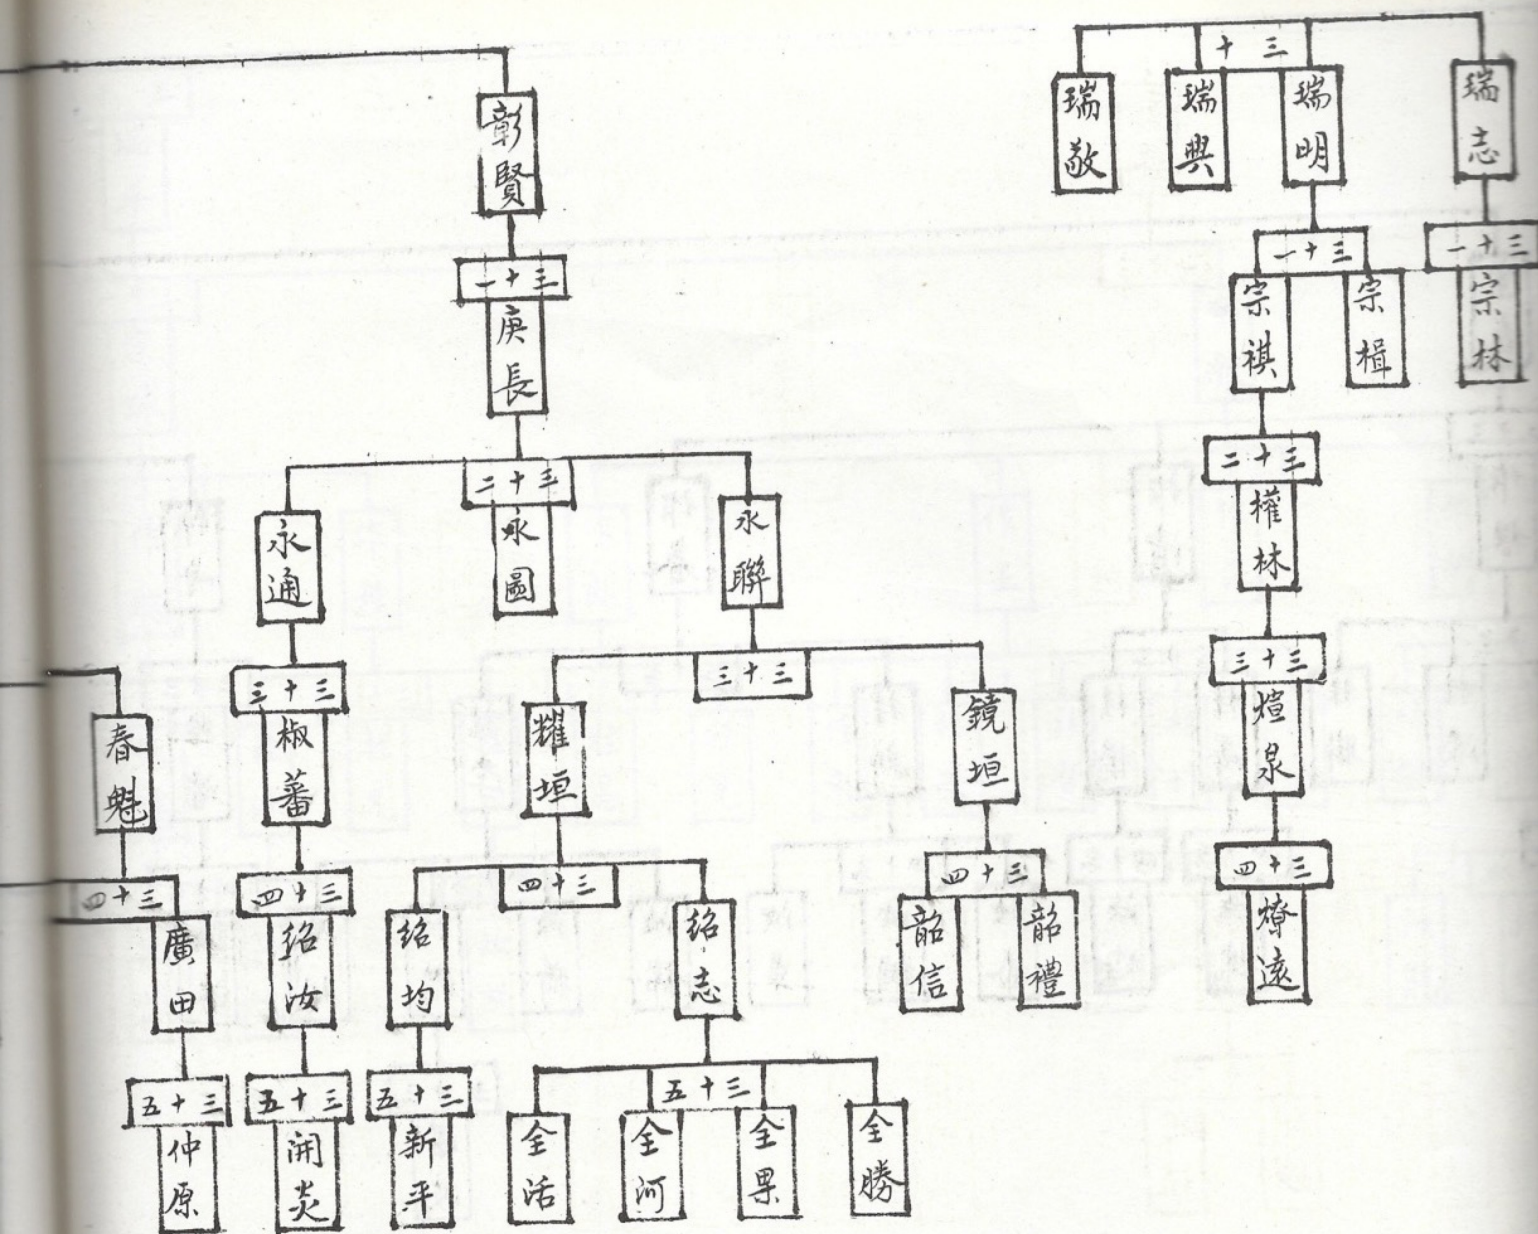 三十
瑞志
瑞明
瑞興
瑞敬
三十一
宗林
三十一
宗楫
宗祺
三十二
權林
三十三
煊泉
三十四
燎遠
彰賢
三十一
庚長
三十二
永聯
永圖
永通
三十三
鏡垣
耀垣
三十三
椒蕃
春魁
三十四
韶禮
韶信
三十四
紹志
紹均
三十四
紹汝
三十四
廣田
三十五
全勝
全果
全河
全活
三十五
新平
三十五
開炎
三十五
仲原